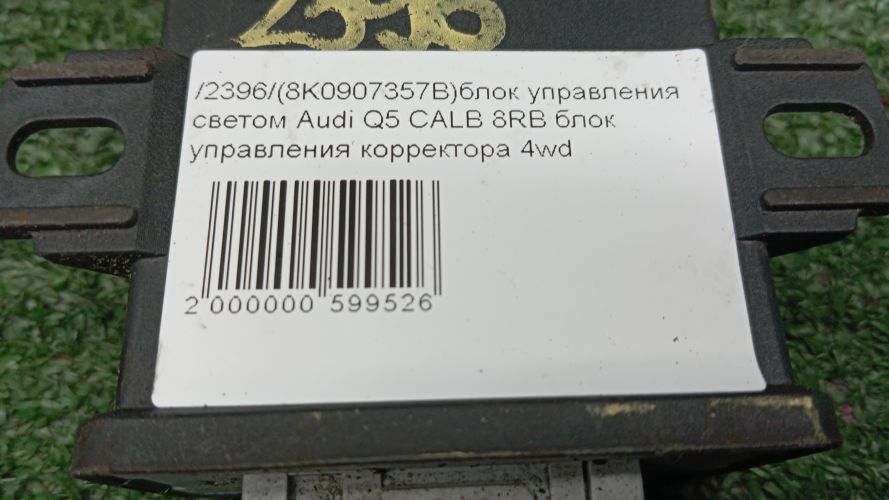 2396
/2396/(8K0907357B)блок управления
светом Audi Q5 CALB 8RB блок
управления корректора 4wd
2 000000 599526